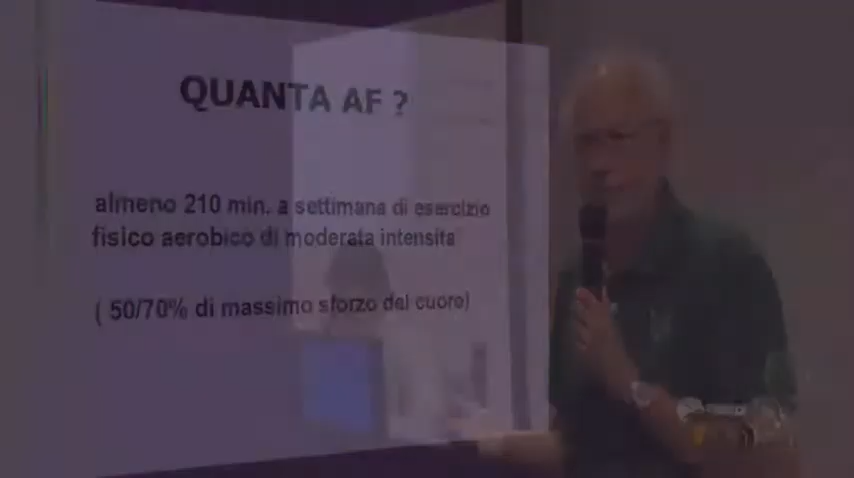 QUANTA AF ?
almeno 210 min. a settimana di esercizio
fisico aerobico di moderata intensita
( 50/70% di massimo sforzo del cuore)